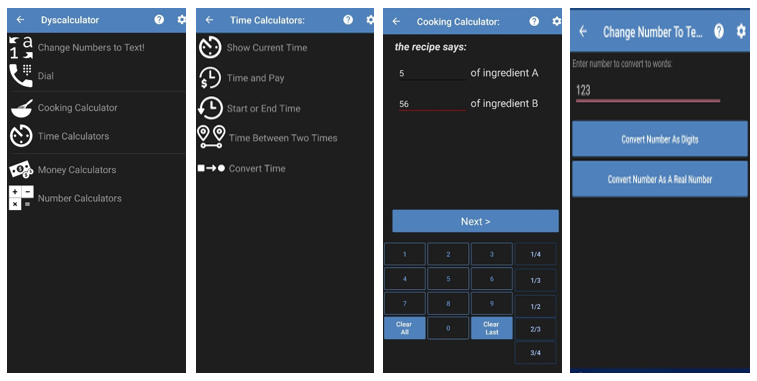 Dyscalculator
Change Numbers to Text!
Dial
Cooking Calculator
Time Calculators
Money Calculators
Number Calculators
Time Calculators:
Show Current Time
Time and Pay
Start or End Time
Time Between Two Times
Convert Time
Cooking Calculator:
the recipe says:
5 of ingredient A
56 of ingredient B
Next >
1 2 3 1/4
4 5 6 1/3
7 8 9 1/2
Clear All 0 Clear Last 2/3
3/4
Change Number To Te...
Enter number to convert to words:
123
Convert Number As Digits
Convert Number As A Real Number